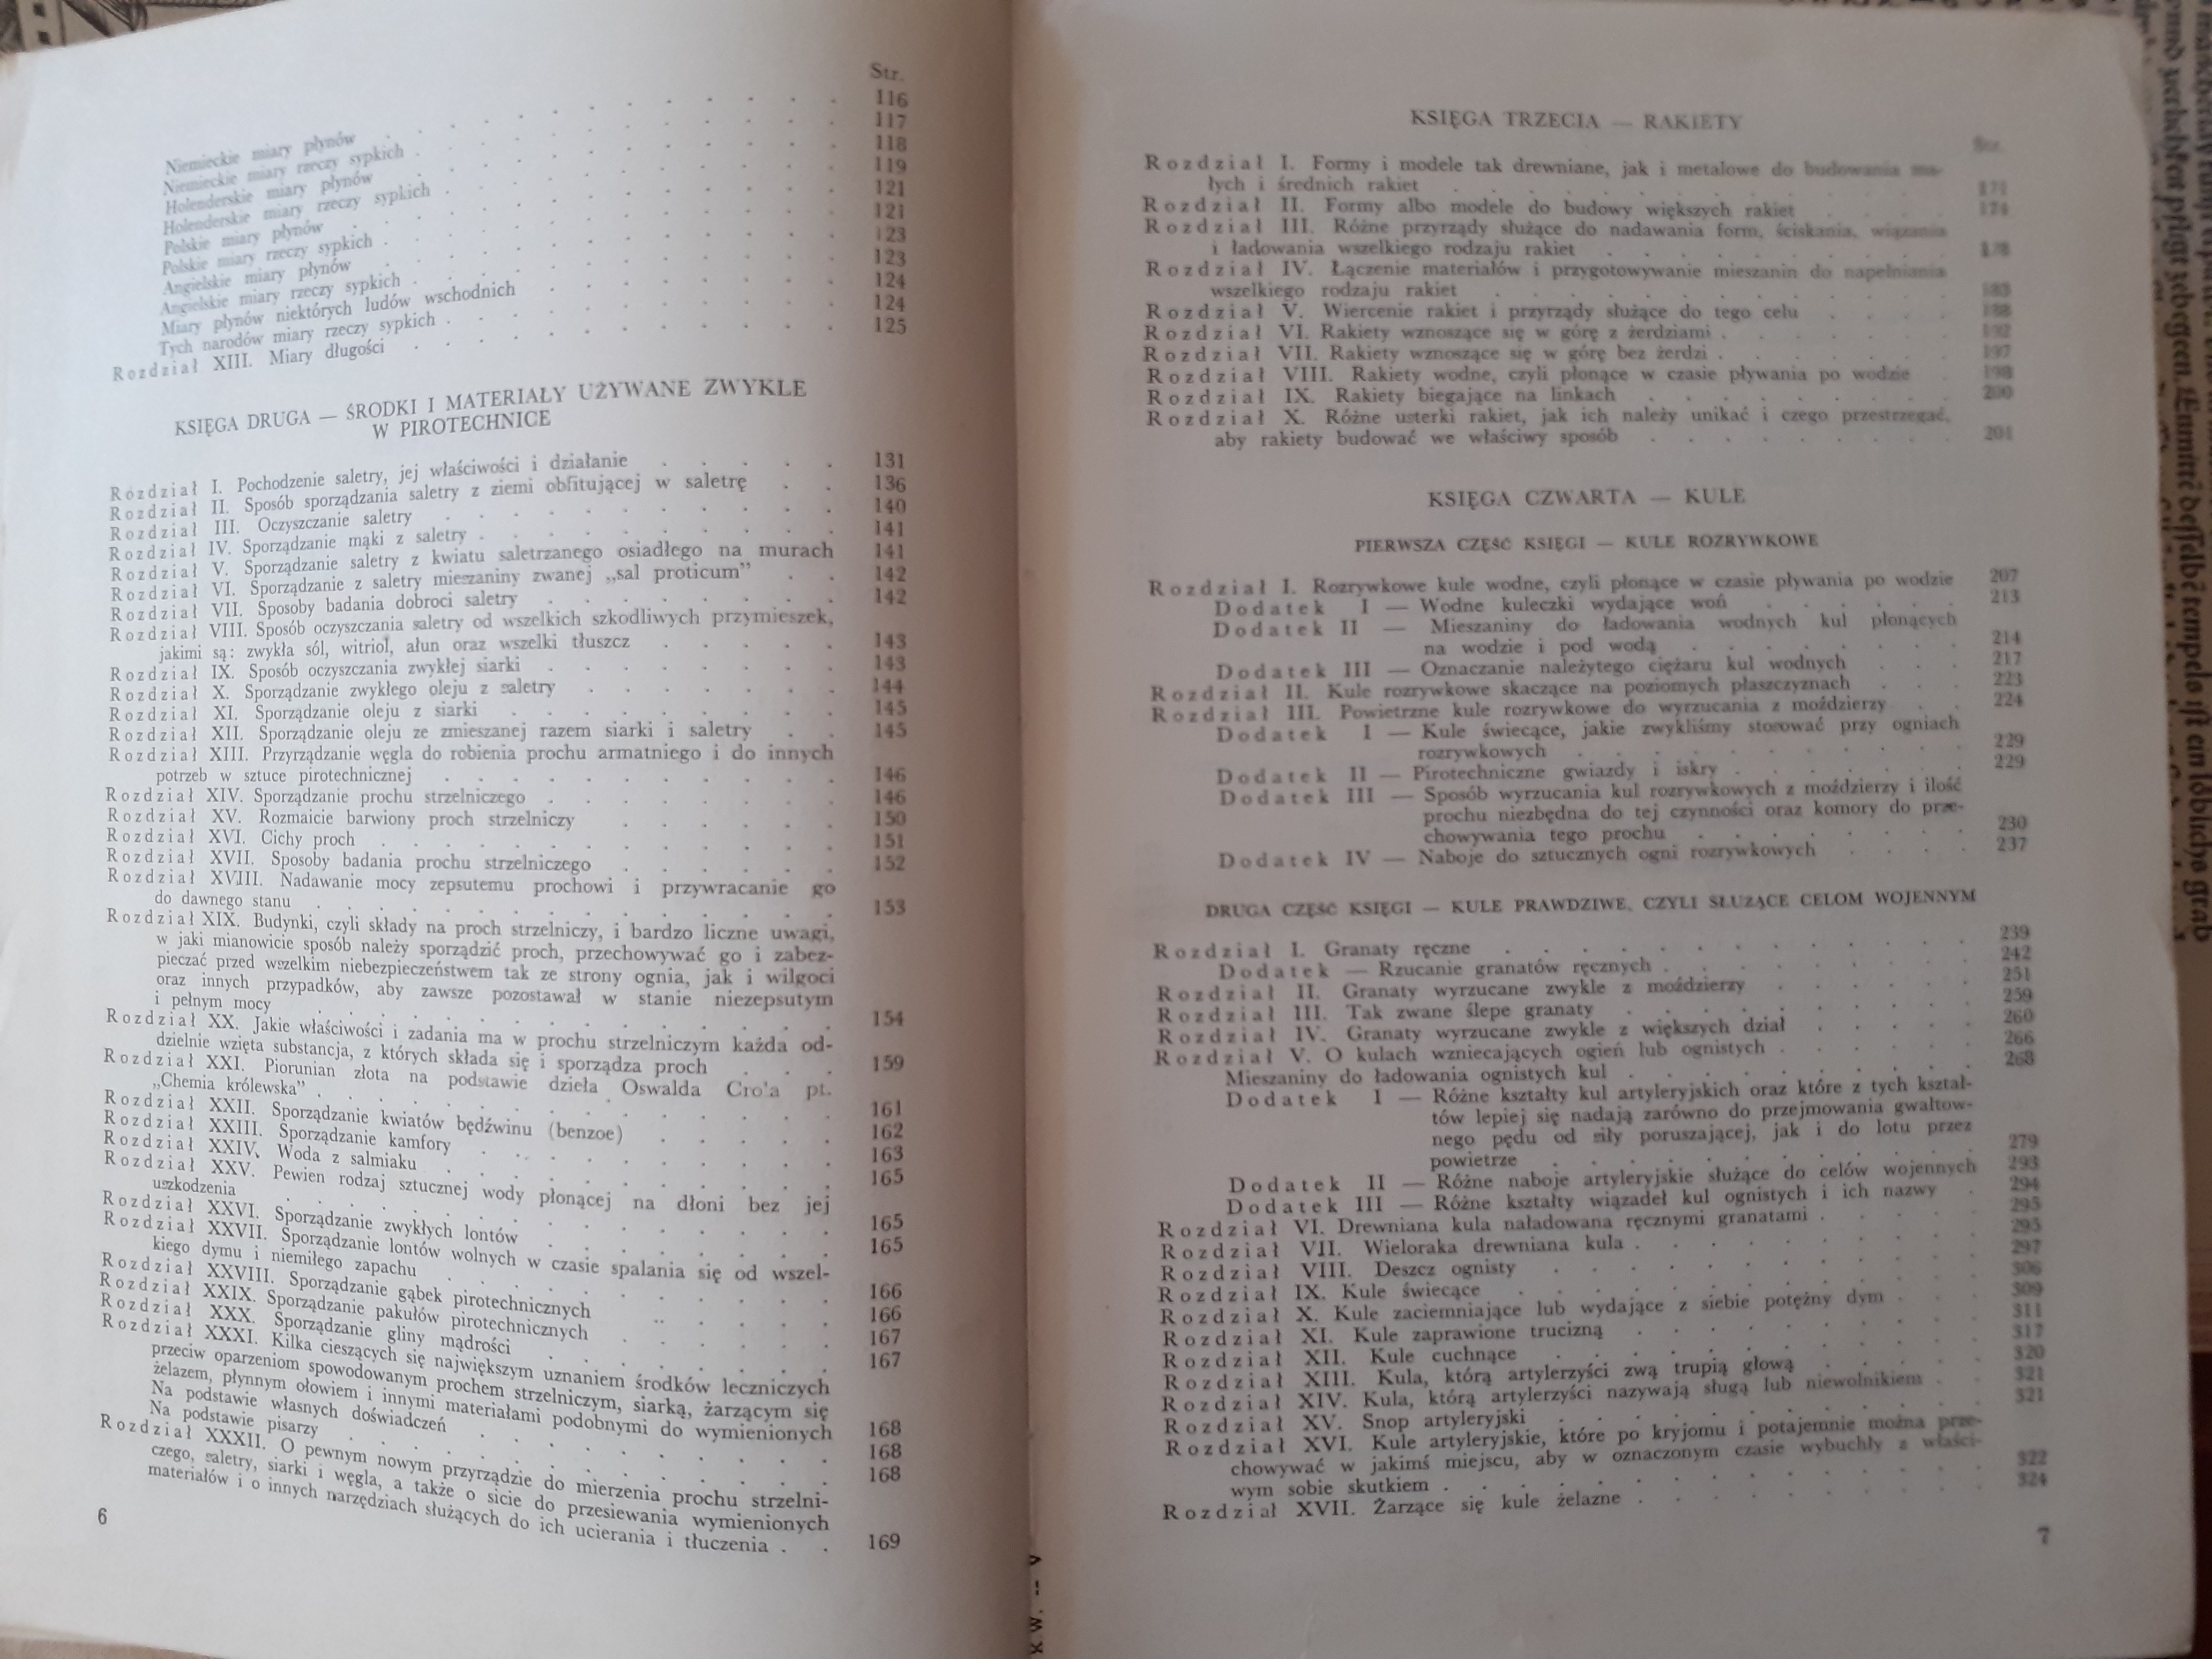 Str.
Niemieckie miary płynów . . . . . . . . 116
Niemieckie miary rzeczy sypkich . . . . . . . . 117
Holenderskie miary płynów . . . . . . . . 118
Holenderskie miary rzeczy sypkich . . . . . . . . 119
Polskie miary płynów . . . . . . . . 121
Polskie miary rzeczy sypkich . . . . . . . . 121
Angielskie miary płynów . . . . . . . . 123
Angielskie miary rzeczy sypkich . . . . . . . . 123
Miary płynów niektórych ludów wschodnich . . . . . . 124
Tych narodów miary rzeczy sypkich . . . . . . . 124
Rozdział XIII. Miary długości . . . . . . . . 125
KSIĘGA DRUGA — ŚRODKI I MATERIAŁY UŻYWANE ZWYKLE
W PIROTECHNICE
Rozdział I. Pochodzenie saletry, jej właściwości i działanie . . . . . 131
Rozdział II. Sposób sporządzania saletry z ziemi obfitującej w saletrę . . 136
Rozdział III. Oczyszczanie saletry . . . . . . . . 140
Rozdział IV. Sporządzanie mąki z saletry . . . . . . . . 141
Rozdział V. Sporządzanie saletry z kwiatu saletrzanego osiadłego na murach 141
Rozdział VI. Sporządzanie z saletry mieszaniny zwanej „sal proticum” . . 142
Rozdział VII. Sposoby badania dobroci saletry . . . . . . . 142
Rozdział VIII. Sposób oczyszczania saletry od wszelkich szkodliwych przymieszek,
jakimi są: zwykła sól, witriol, ałun oraz wszelki tłuszcz . . . . . 143
Rozdział IX. Sposób oczyszczania zwykłej siarki . . . . . . . 143
Rozdział X. Sporządzanie zwykłego oleju z saletry . . . . . . 144
Rozdział XI. Sporządzanie oleju z siarki . . . . . . . . 145
Rozdział XII. Sporządzanie oleju ze zmieszanej razem siarki i saletry . . 145
Rozdział XIII. Przyrządzanie węgla do robienia prochu armatniego i do innych
potrzeb w sztuce pirotechnicznej . . . . . . . . 146
Rozdział XIV. Sporządzanie prochu strzelniczego . . . . . . . 146
Rozdział XV. Rozmaicie barwiony proch strzelniczy . . . . . . 150
Rozdział XVI. Cichy proch . . . . . . . . . . 151
Rozdział XVII. Sposoby badania prochu strzelniczego . . . . . . 152
Rozdział XVIII. Nadawanie mocy zepsutemu prochowi i przywracanie go
do dawnego stanu . . . . . . . . . . 153
Rozdział XIX. Budynki, czyli składy na proch strzelniczy, i bardzo liczne uwagi,
w jaki mianowicie sposób należy sporządzić proch, przechowywać go i zabez-
pieczać przed wszelkim niebezpieczeństwem tak ze strony ognia, jak i wilgoci
oraz innych przypadków, aby zawsze pozostawał w stanie niezepsutym
i pełnym mocy . . . . . . . . . . 154
Rozdział XX. Jakie właściwości i zadania ma w prochu strzelniczym każda od-
dzielnie wzięta substancja, z których składa się i sporządza proch . . . 159
Rozdział XXI. Piorunian złota na podstawie dzieła Oswalda Cro'a pt.
„Chemia królewska” . . . . . . . . . . 161
Rozdział XXII. Sporządzanie kwiatów będźwinu (benzoe) . . . . . 162
Rozdział XXIII. Sporządzanie kamfory . . . . . . . . 163
Rozdział XXIV. Woda z salmiaku . . . . . . . . . 165
Rozdział XXV. Pewien rodzaj sztucznej wody płonącej na dłoni bez jej
uszkodzenia . . . . . . . . . . 165
Rozdział XXVI. Sporządzanie zwykłych lontów . . . . . . . 165
Rozdział XXVII. Sporządzanie lontów wolnych w czasie spalania się od wszel-
kiego dymu i niemiłego zapachu . . . . . . . . 166
Rozdział XXVIII. Sporządzanie gąbek pirotechnicznych . . . . . 166
Rozdział XXIX. Sporządzanie pakułów pirotechnicznych . . . . . 167
Rozdział XXX. Sporządzanie gliny mądrości . . . . . . . 167
Rozdział XXXI. Kilka cieszących się największym uznaniem środków leczniczych
przeciw oparzeniom spowodowanym prochem strzelniczym, siarką, żarzącym się
żelazem, płynnym ołowiem i innymi materiałami podobnymi do wymienionych 168
Na podstawie własnych doświadczeń . . . . . . . . 168
Na podstawie pisarzy . . . . . . . . . 168
Rozdział XXXII. O pewnym nowym przyrządzie do mierzenia prochu strzelni-
czego, saletry, siarki i węgla, a także o sicie do przesiewania wymienionych
materiałów i o innych narzędziach służących do ich ucierania i tłuczenia . . 169
6
KSIĘGA TRZECIA — RAKIETY
Str.
Rozdział I. Formy i modele tak drewniane, jak i metalowe do budowania ma-
łych i średnich rakiet . . . . . . . . 171
Rozdział II. Formy albo modele do budowy większych rakiet . . . . 174
Rozdział III. Różne przyrządy służące do nadawania form, ściskania, wiązania
i ładowania wszelkiego rodzaju rakiet . . . . . . . 178
Rozdział IV. Łączenie materiałów i przygotowywanie mieszanin do napełniania
wszelkiego rodzaju rakiet . . . . . . . . 183
Rozdział V. Wiercenie rakiet i przyrządy służące do tego celu . . . . 188
Rozdział VI. Rakiety wznoszące się w górę z żerdziami . . . . . 192
Rozdział VII. Rakiety wznoszące się w górę bez żerdzi . . . . . . 197
Rozdział VIII. Rakiety wodne, czyli płonące w czasie pływania po wodzie . 198
Rozdział IX. Rakiety biegające na linkach . . . . . . . 200
Rozdział X. Różne usterki rakiet, jak ich należy unikać i czego przestrzegać,
aby rakiety budować we właściwy sposób . . . . . . . 201
KSIĘGA CZWARTA — KULE
PIERWSZA CZĘŚĆ KSIĘGI — KULE ROZRYWKOWE
Rozdział I. Rozrywkowe kule wodne, czyli płonące w czasie pływania po wodzie 207
Dodatek I — Wodne kuleczki wydające woń . . . . . 213
Dodatek II — Mieszaniny do ładowania wodnych kul płonących
na wodzie i pod wodą . . . . . . . 214
Dodatek III — Oznaczanie należytego ciężaru kul wodnych . . . 217
Rozdział II. Kule rozrywkowe skaczące na poziomych płaszczyznach . . . 223
Rozdział III. Powietrzne kule rozrywkowe do wyrzucania z moździerzy . . 224
Dodatek I — Kule świecące, jakie zwykliśmy stosować przy ogniach
rozrywkowych . . . . . . . . 229
Dodatek II — Pirotechniczne gwiazdy i iskry . . . . . . 229
Dodatek III — Sposób wyrzucania kul rozrywkowych z moździerzy i ilość
prochu niezbędna do tej czynności oraz komory do prze-
chowywania tego prochu . . . . . . . 230
Dodatek IV — Naboje do sztucznych ogni rozrywkowych . . . . 237
DRUGA CZĘŚĆ KSIĘGI — KULE PRAWDZIWE, CZYLI SŁUŻĄCE CELOM WOJENNYM
Rozdział I. Granaty ręczne . . . . . . . . . 239
Dodatek — Rzucanie granatów ręcznych . . . . . . . 242
Rozdział II. Granaty wyrzucane zwykle z moździerzy . . . . . 251
Rozdział III. Tak zwane ślepe granaty . . . . . . . 259
Rozdział IV. Granaty wyrzucane zwykle z większych dział . . . . 260
Rozdział V. O kulach wzniecających ogień lub ognistych . . . . . 266
Mieszaniny do ładowania ognistych kul . . . . . . . 268
Dodatek I — Różne kształty kul artyleryjskich oraz które z tych kształ-
tów lepiej się nadają zarówno do przejmowania gwałtow-
nego pędu od siły poruszającej, jak i do lotu przez
powietrze . . . . . . . . 279
Dodatek II — Różne naboje artyleryjskie służące do celów wojennych 293
Dodatek III — Różne kształty wiązadeł kul ognistych i ich nazwy . 294
Rozdział VI. Drewniana kula naładowana ręcznymi granatami . . . . 295
Rozdział VII. Wieloraka drewniana kula . . . . . . . 295
Rozdział VIII. Deszcz ognisty . . . . . . . . 297
Rozdział IX. Kule świecące . . . . . . . . . 306
Rozdział X. Kule zaciemniające lub wydające z siebie potężny dym . . . 309
Rozdział XI. Kule zaprawione trucizną . . . . . . . 311
Rozdział XII. Kule cuchnące . . . . . . . . 317
Rozdział XIII. Kula, którą artylerzyści zwą trupią głową . . . . 320
Rozdział XIV. Kula, którą artylerzyści nazywają sługą lub niewolnikiem . . 321
Rozdział XV. Snop artyleryjski . . . . . . . . 321
Rozdział XVI. Kule artyleryjskie, które po kryjomu i potajemnie można prze-
chowywać w jakimś miejscu, aby w oznaczonym czasie wybuchły z właści-
wym sobie skutkiem . . . . . . . . . 322
Rozdział XVII. Żarzące się kule żelazne . . . . . . . 324
7